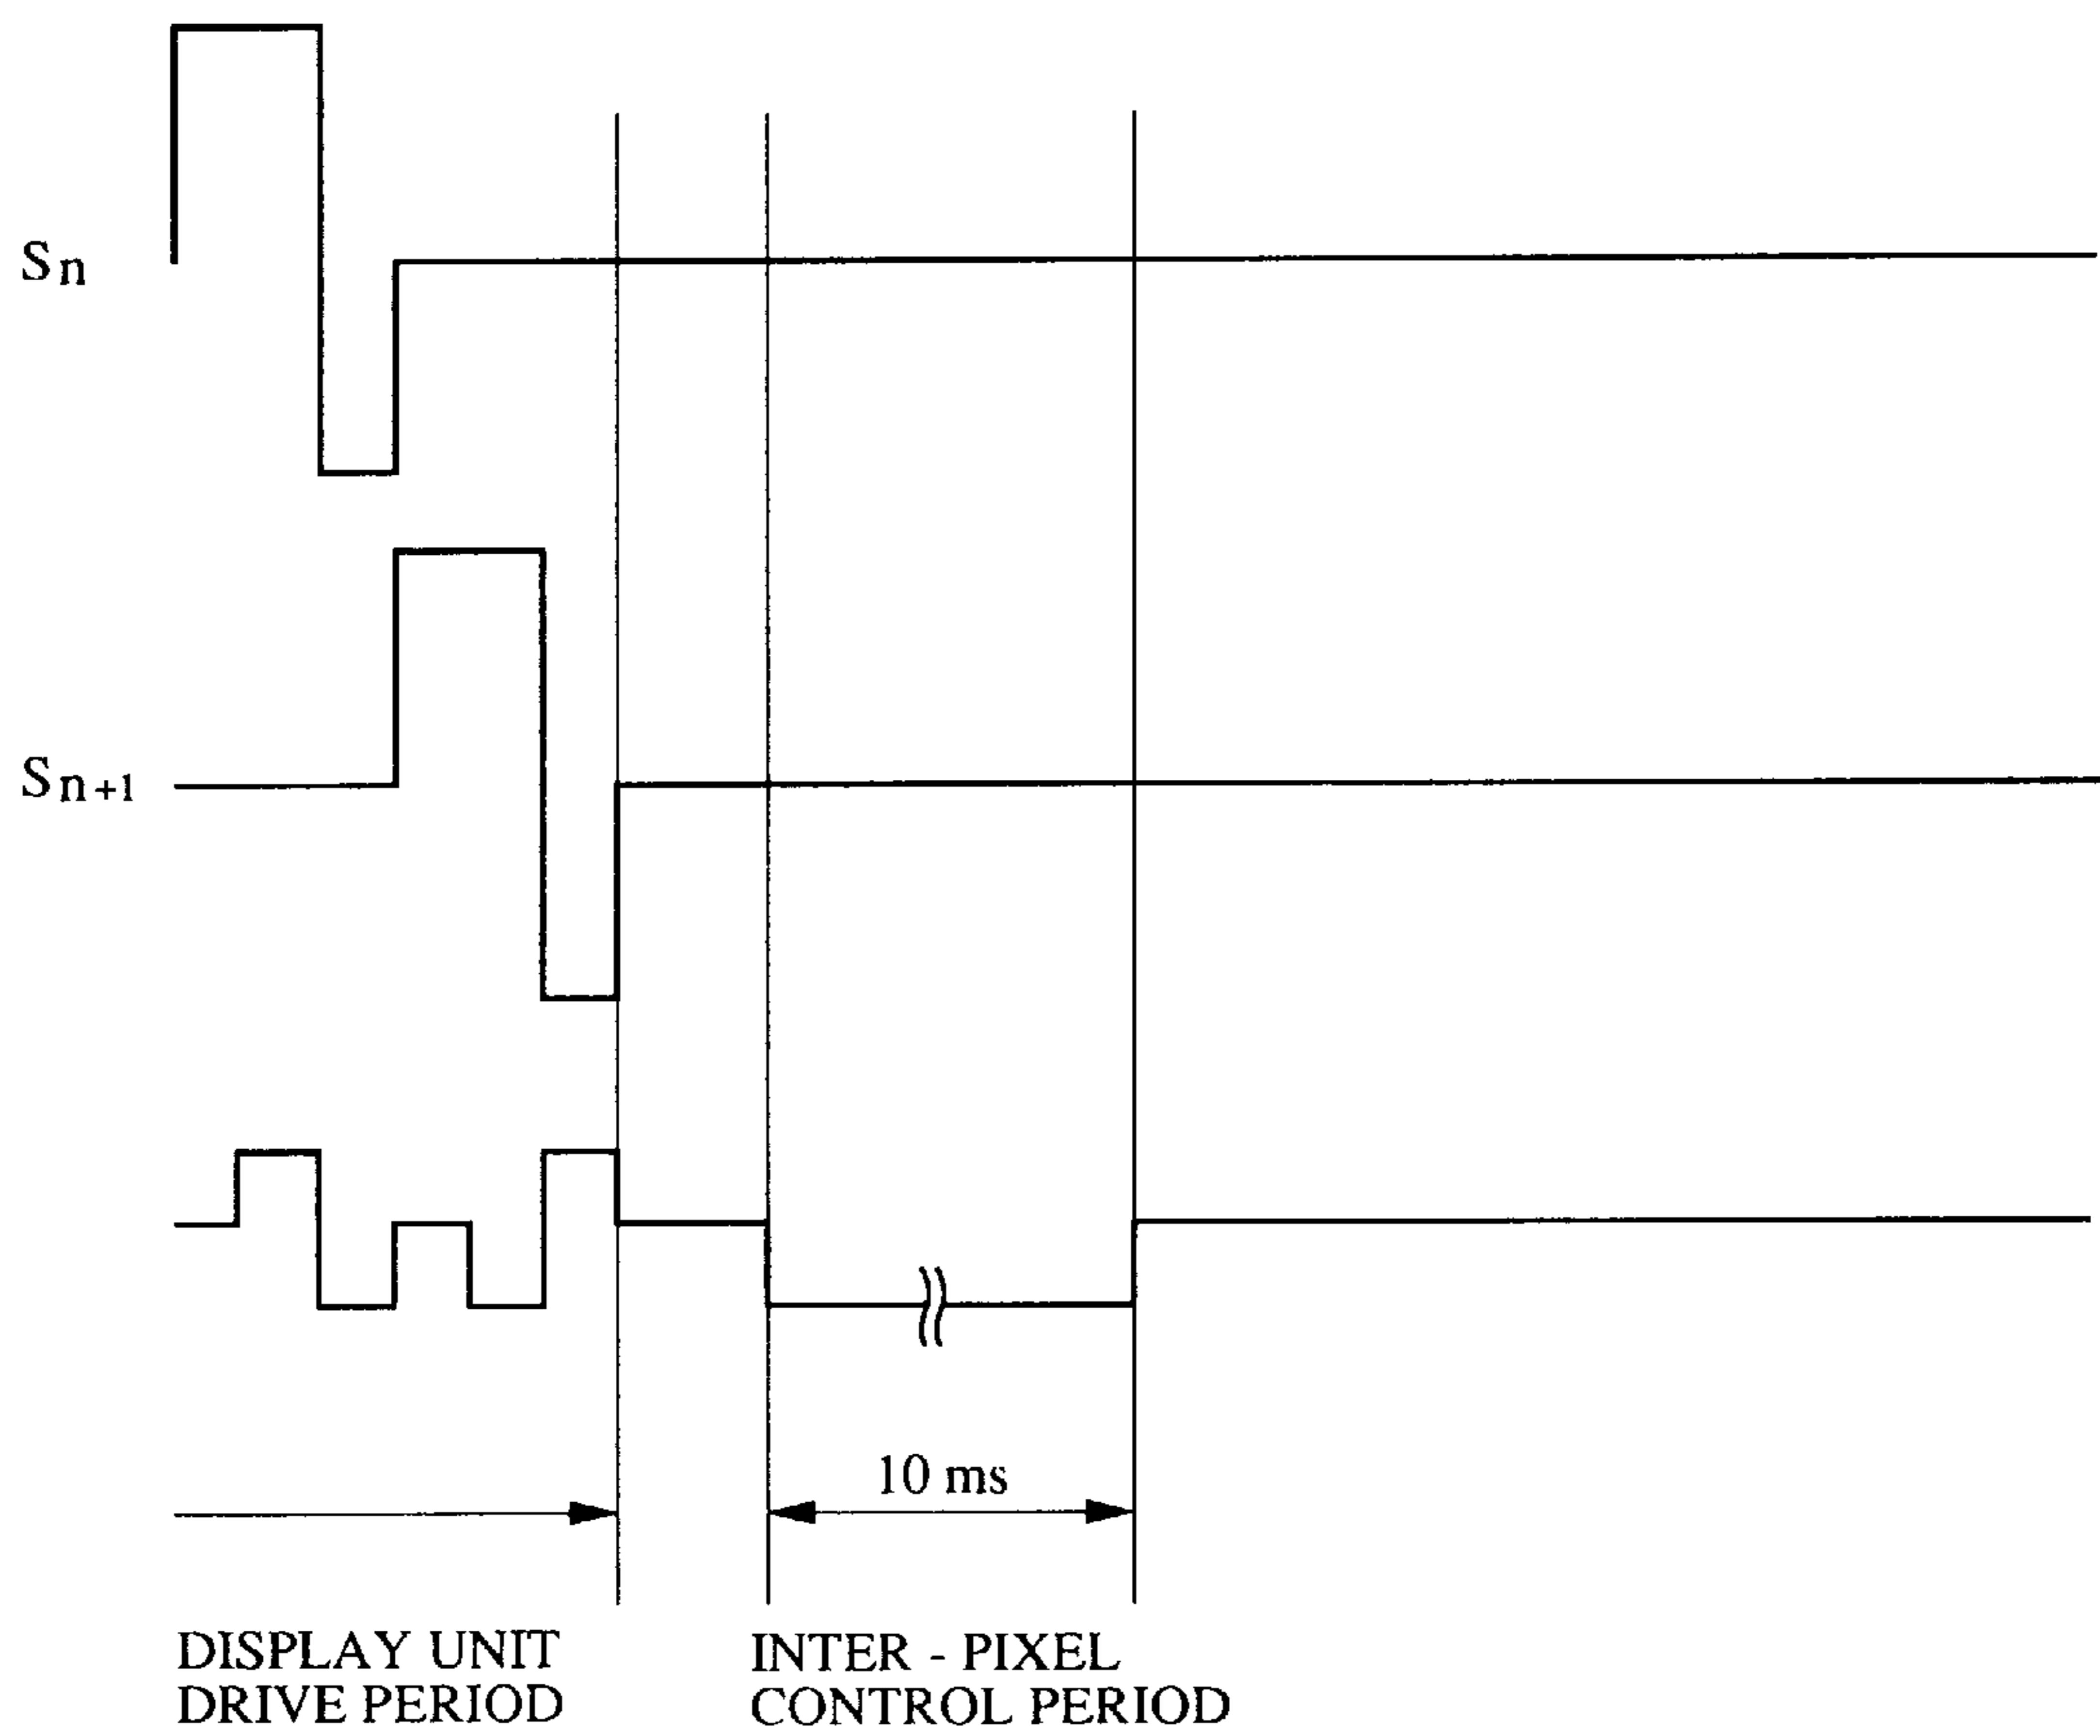 Sn
Sn+1
10 ms
DISPLAY UNIT
DRIVE PERIOD
INTER - PIXEL
CONTROL PERIOD